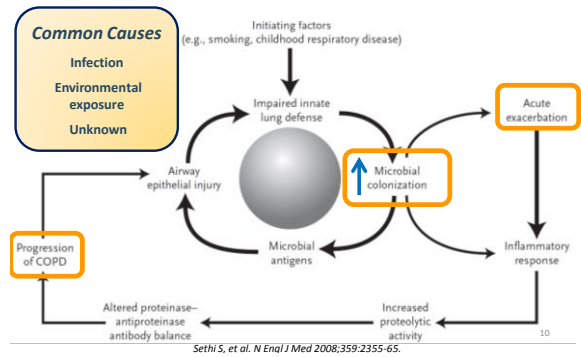 Common Causes
Infection
Environmental
exposure
Unknown
Initiating factors
(e.g., smoking, childhood respiratory disease)
Impaired innate
lung defense
Acute
exacerbation
Airway
epithelial injury
Microbial
colonization
Progression
of COPD
Microbial
antigens
Inflammatory
response
Altered proteinase–
antiproteinase
antibody balance
Increased
proteolytic
activity
10
Sethi S, et al. N Engl J Med 2008;359:2355-65.